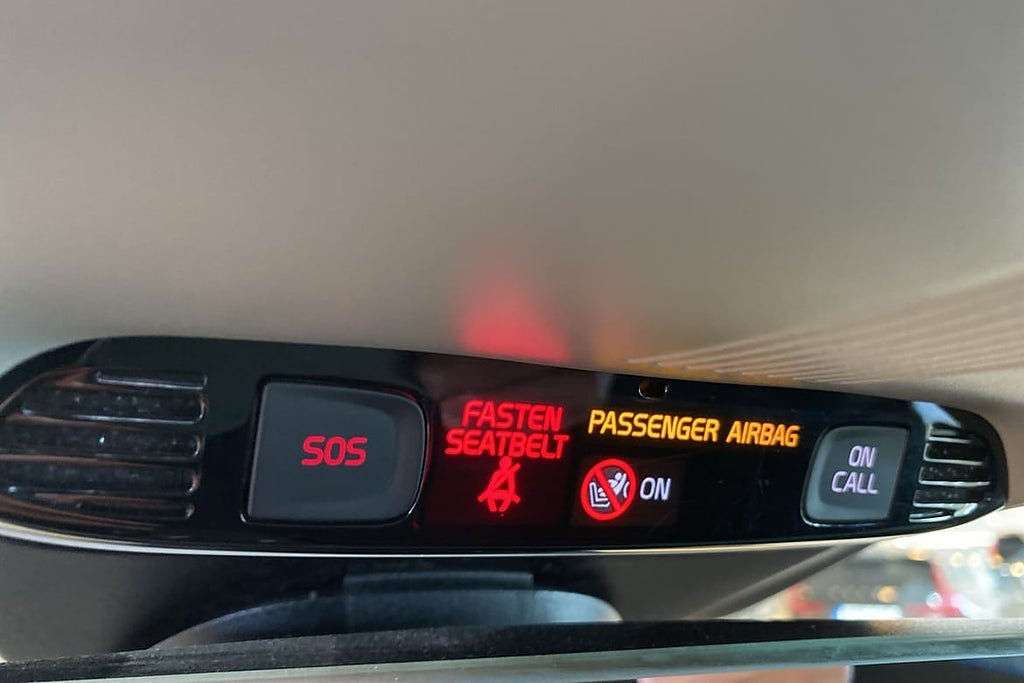 SOS
FASTEN
SEATBELT
PASSENGER AIRBAG
ON
ON
CALL